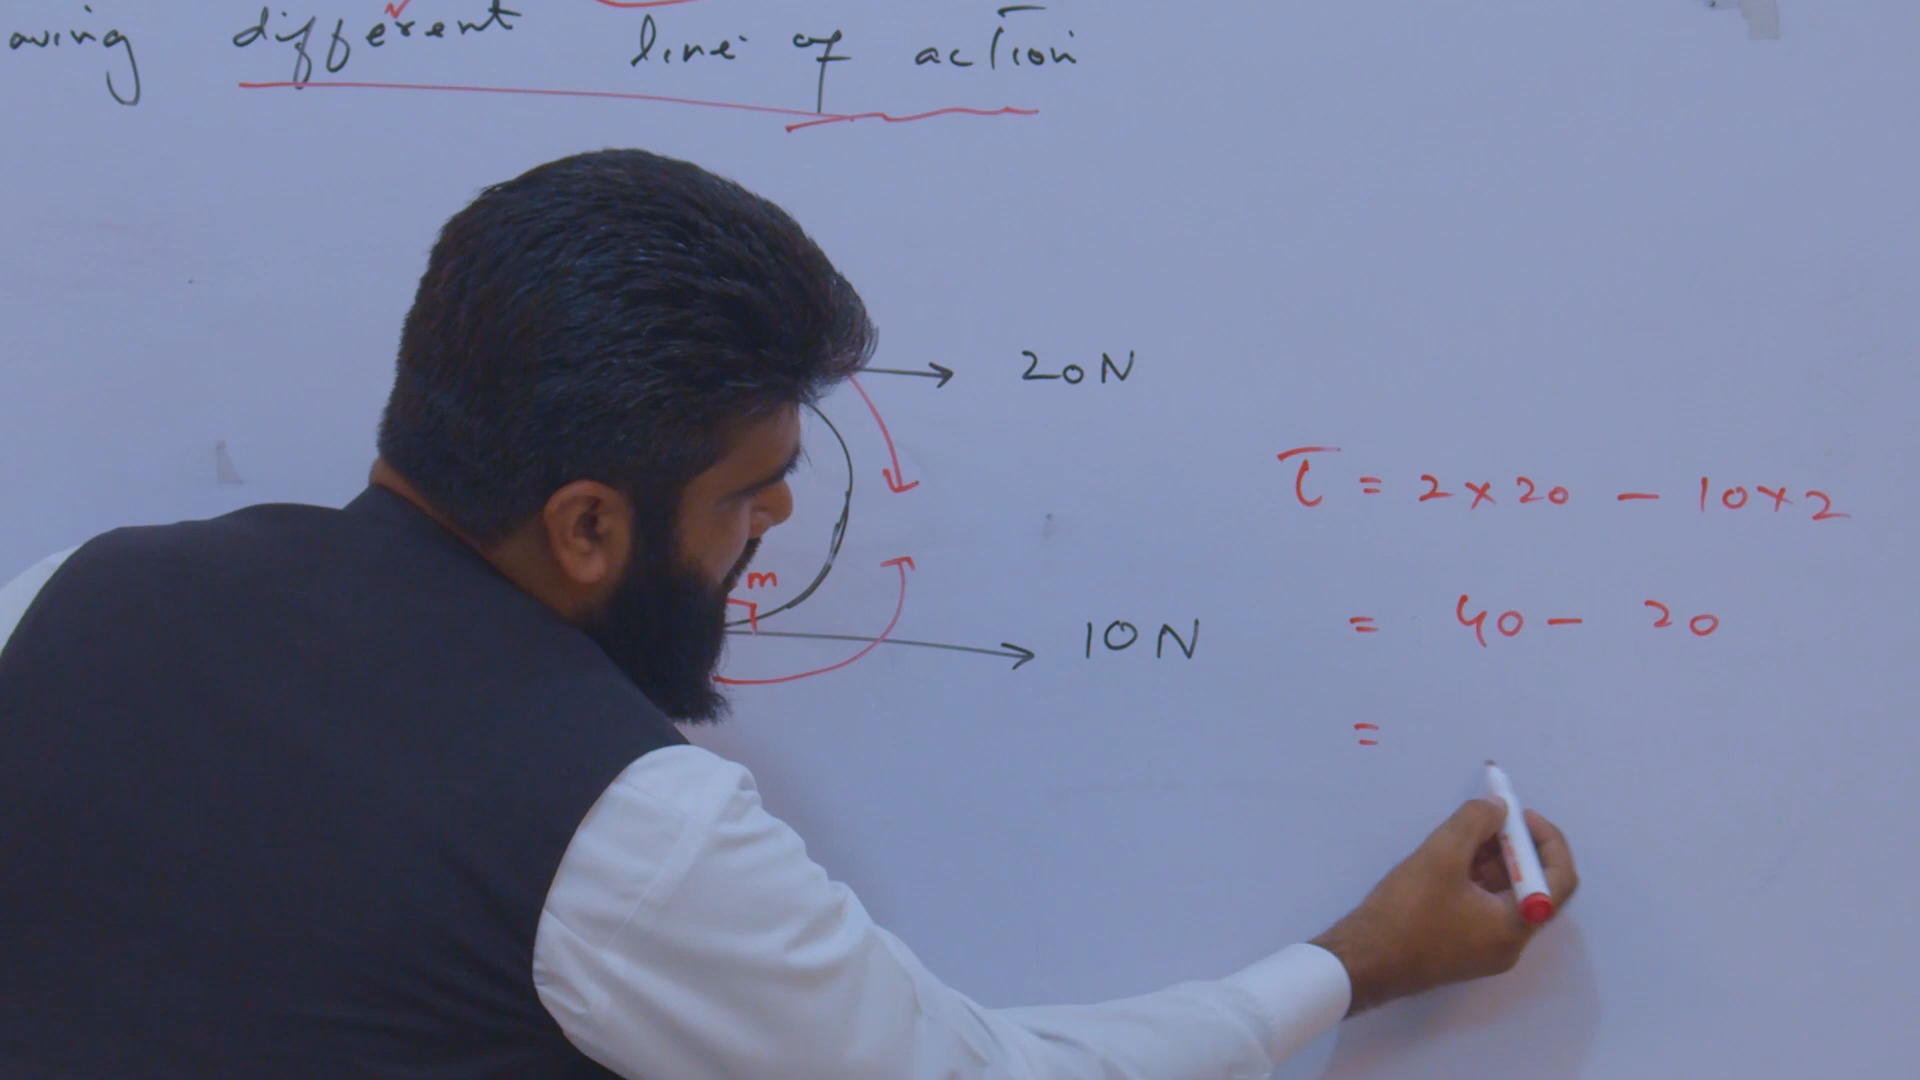 aving different line of action
20N
τ = 2×20 - 10×2
m
= 40 - 20
10N
=